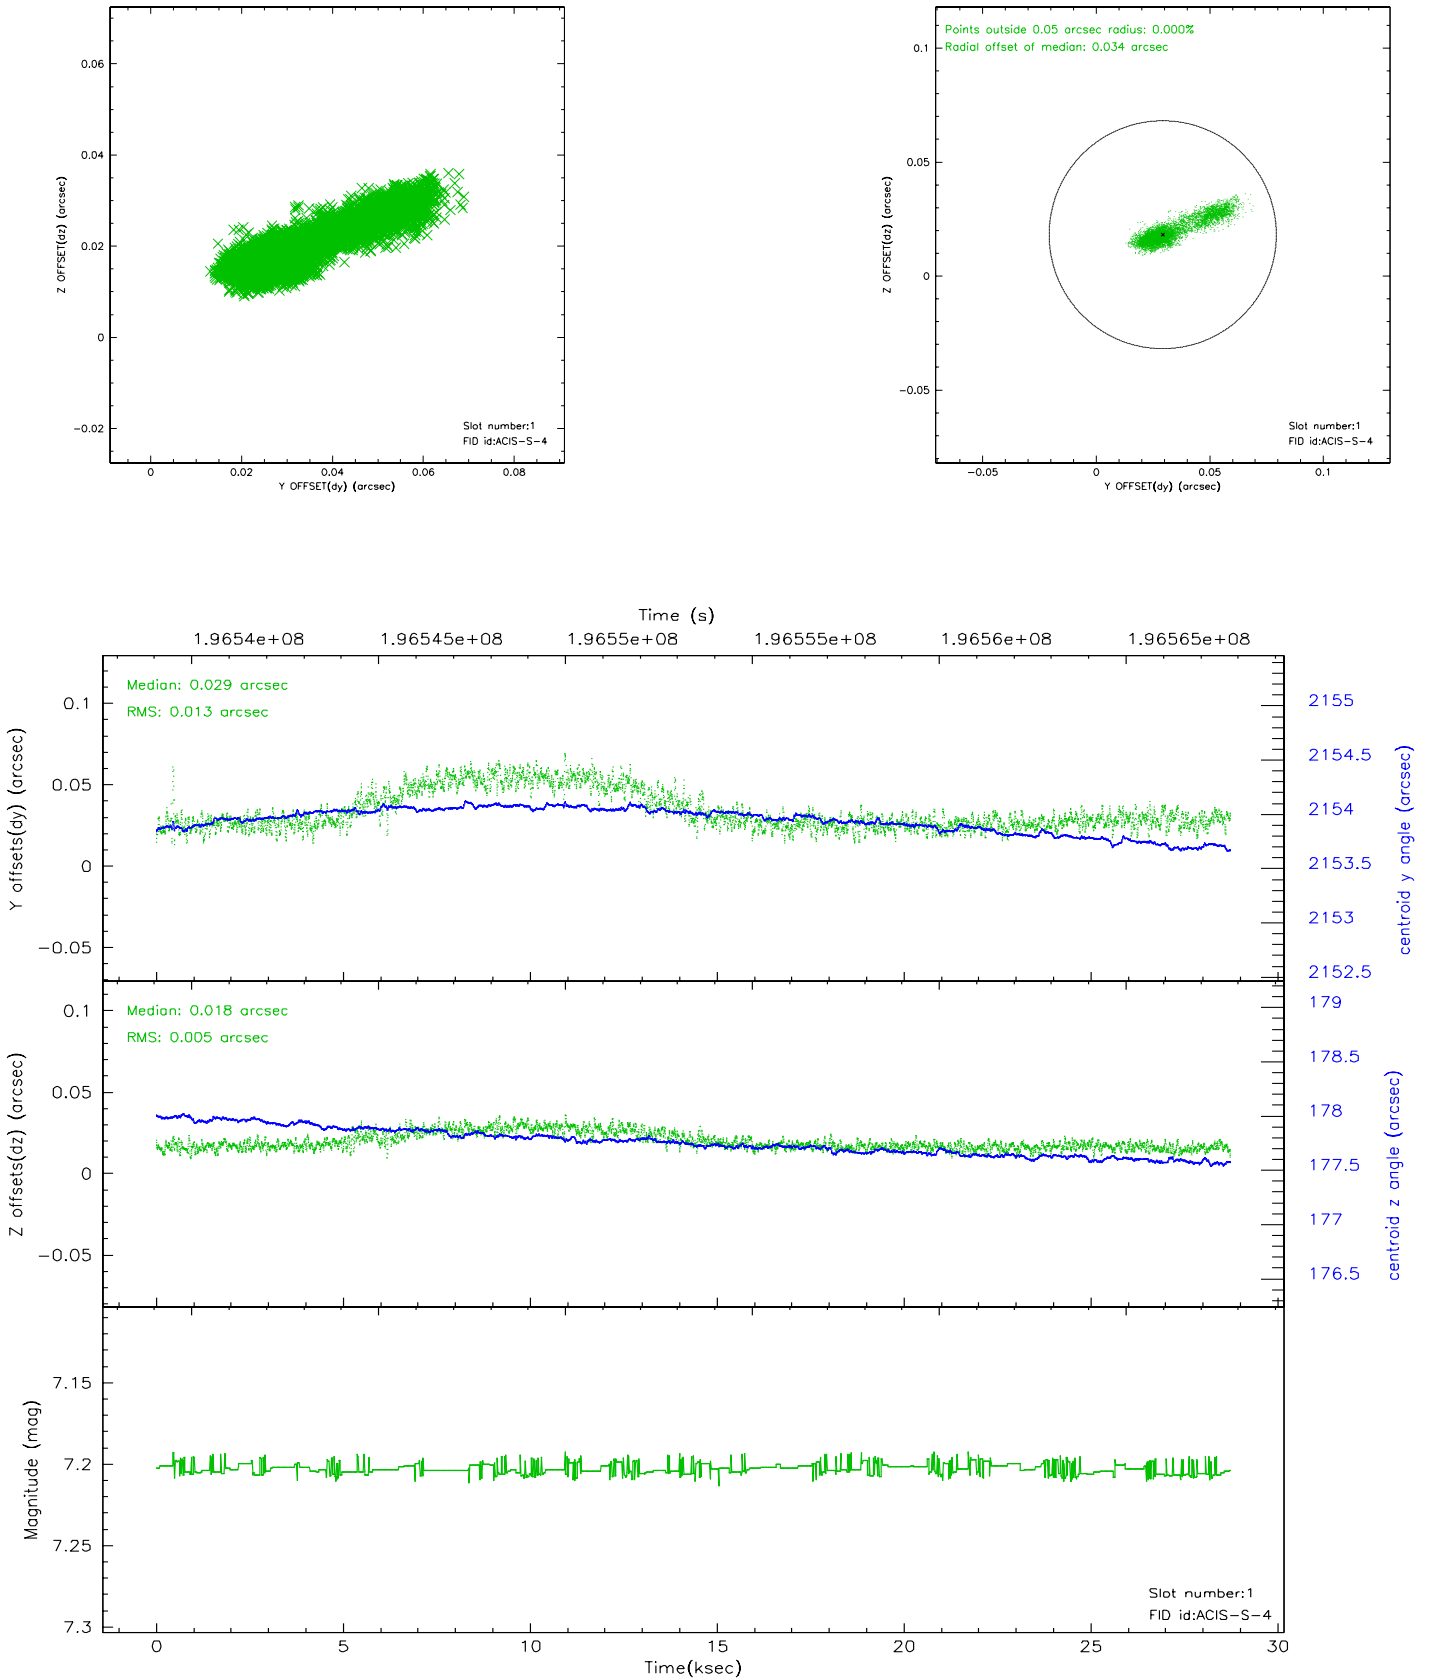 Points outside 0.05 arcsec radius: 0.000%
Radial offset of median: 0.034 arcsec
0.06
0.04
0.02
0
−0.02
Z OFFSET(dz) (arcsec)
Slot number:1
FID id:ACIS−S−4
0 0.02 0.04 0.06 0.08
Y OFFSET(dy) (arcsec)
0.1
0.05
0
−0.05
Z OFFSET(dz) (arcsec)
Slot number:1
FID id:ACIS−S−4
−0.05 0 0.05 0.1
Y OFFSET(dy) (arcsec)
Time (s)
1.9654e+08 1.96545e+08 1.9655e+08 1.96555e+08 1.9656e+08 1.96565e+08
Median: 0.029 arcsec
RMS: 0.013 arcsec
0.1
0.05
0
−0.05
Y offsets(dy) (arcsec)
2155
2154.5
2154
2153.5
2153
2152.5
centroid y angle (arcsec)
Median: 0.018 arcsec
RMS: 0.005 arcsec
0.1
0.05
0
−0.05
Z offsets(dz) (arcsec)
179
178.5
178
177.5
177
176.5
centroid z angle (arcsec)
7.15
7.2
7.25
7.3
Magnitude (mag)
Slot number:1
FID id:ACIS−S−4
0 5 10 15 20 25 30
Time(ksec)